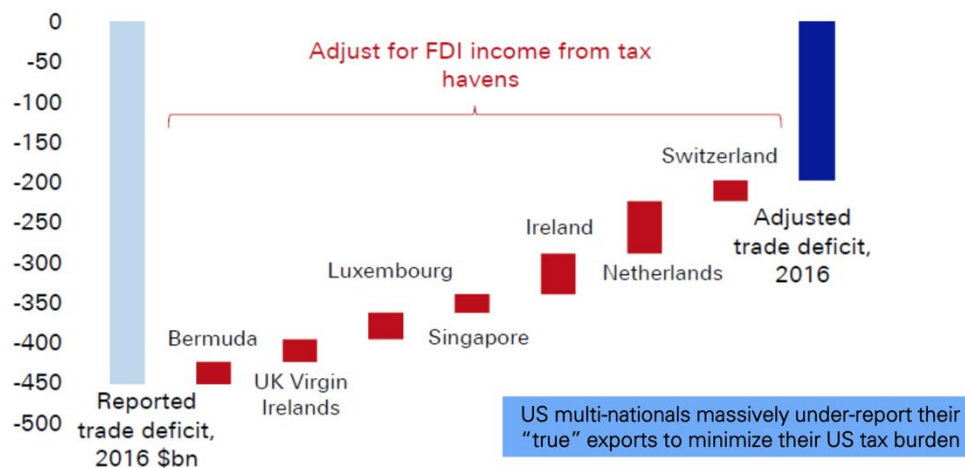 0
-50
-100
-150
-200
-250
-300
-350
-400
-450
-500
Adjust for FDI income from tax
havens
Reported
trade deficit,
2016 $bn
Bermuda
UK Virgin
Irelands
Luxembourg
Singapore
Ireland
Netherlands
Switzerland
Adjusted
trade deficit,
2016
US multi-nationals massively under-report their
“true” exports to minimize their US tax burden